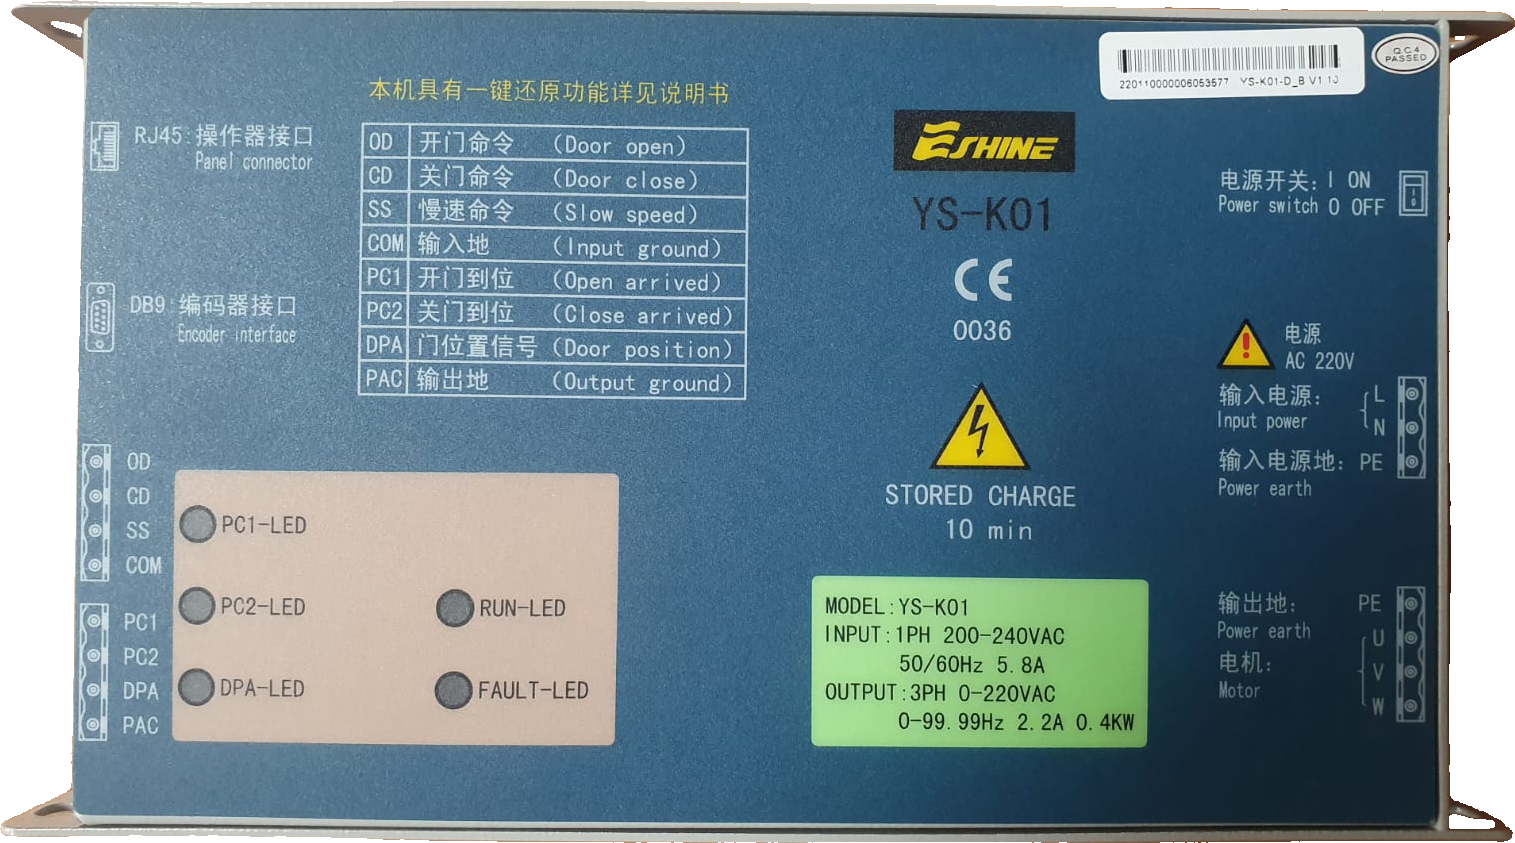 220110000006053577 YS-K01-D_B V1.10
QC4
PASSED
本机具有一键还原功能详见说明书
RJ45:操作器接口
Panel connector
DB9:编码器接口
Encoder interface
OD 开门命令 (Door open)
CD 关门命令 (Door close)
SS 慢速命令 (Slow speed)
COM 输入地 (Input ground)
PC1 开门到位 (Open arrived)
PC2 关门到位 (Close arrived)
DPA 门位置信号 (Door position)
PAC 输出地 (Output ground)
OD
CD
SS
COM
PC1
PC2
DPA
PAC
PC1-LED
PC2-LED
DPA-LED
RUN-LED
FAULT-LED
ESHINE
YS-K01
CE
0036
STORED CHARGE
10 min
MODEL:YS-K01
INPUT:1PH 200-240VAC
50/60Hz 5.8A
OUTPUT:3PH 0-220VAC
0-99.99Hz 2.2A 0.4KW
电源开关: I ON
Power switch O OFF
电源
AC 220V
输入电源: L
Input power N
输入电源地: PE
Power earth
输出地: PE
Power earth U
电机: V
Motor W